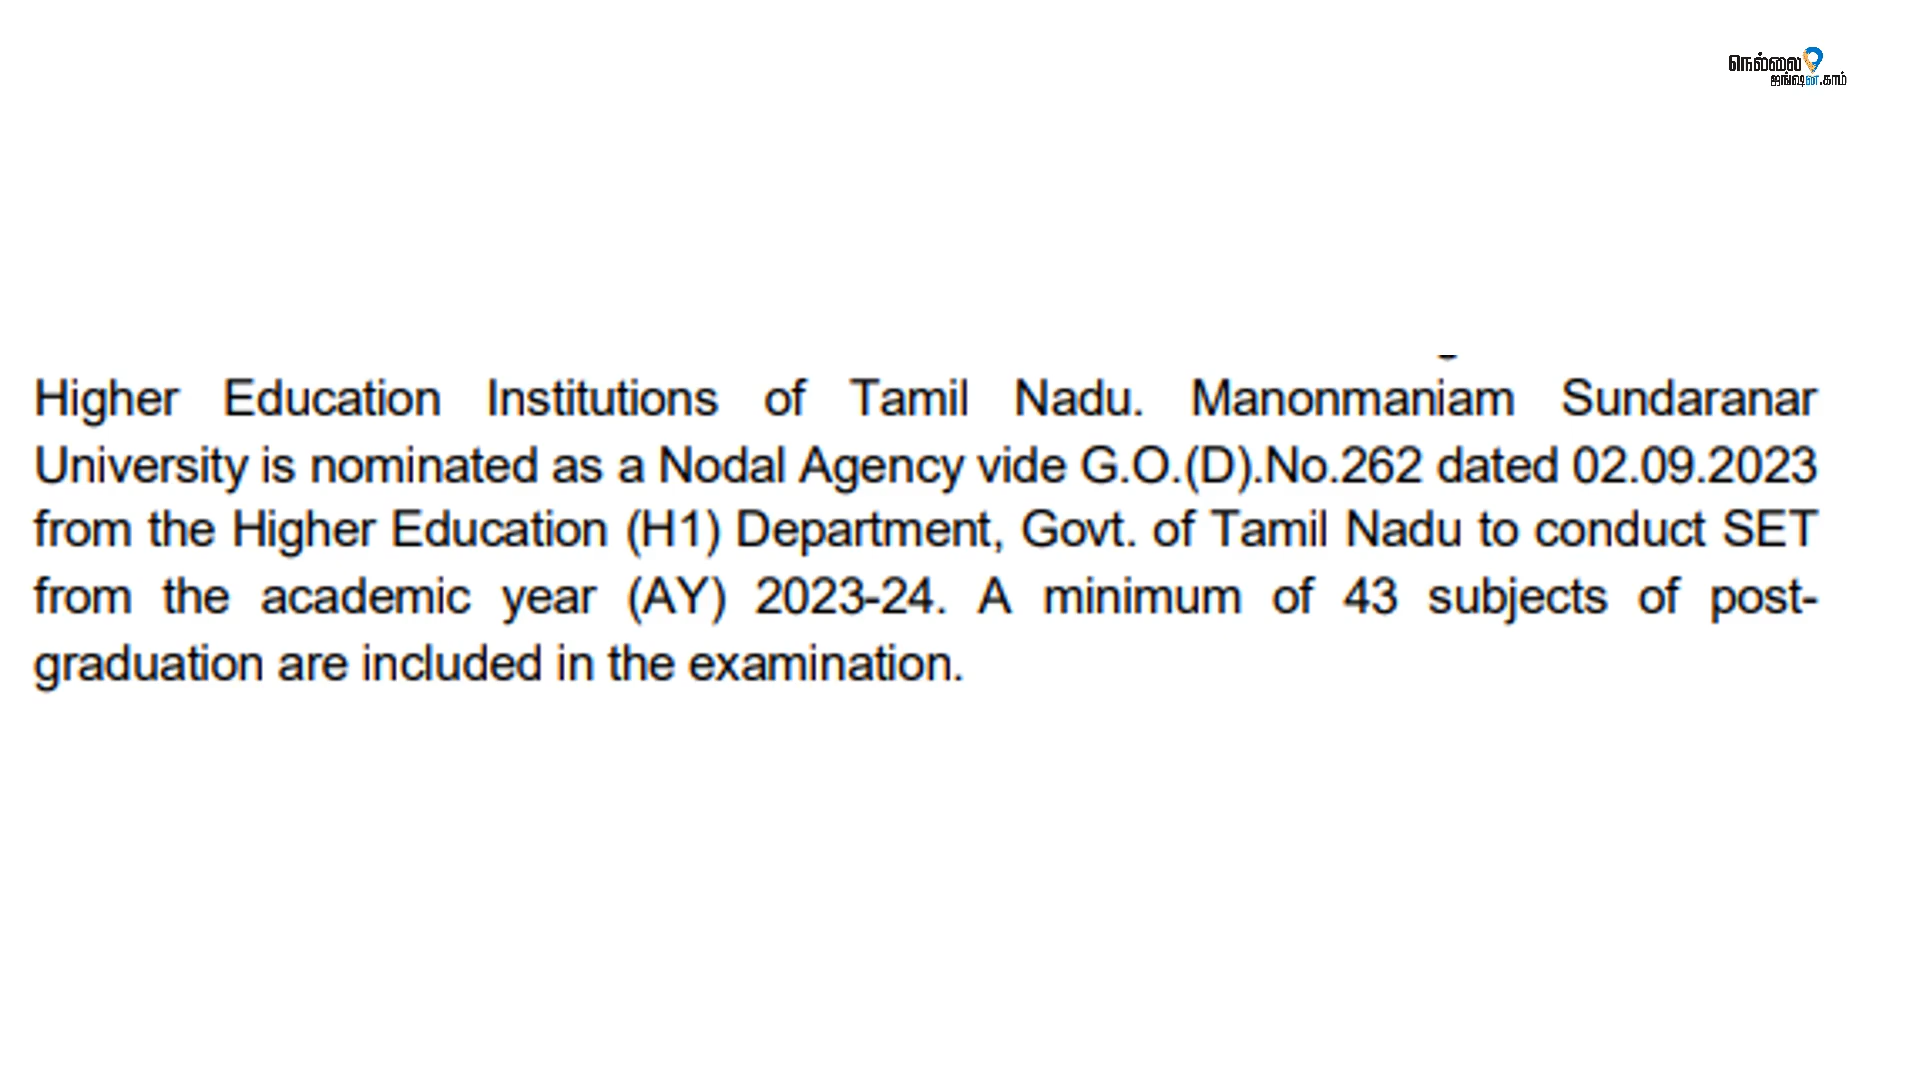 நெல்லை
ஜங்ஷன்.காம்
Higher Education Institutions of Tamil Nadu. Manonmaniam Sundaranar
University is nominated as a Nodal Agency vide G.O.(D).No.262 dated 02.09.2023
from the Higher Education (H1) Department, Govt. of Tamil Nadu to conduct SET
from the academic year (AY) 2023-24. A minimum of 43 subjects of post-
graduation are included in the examination.